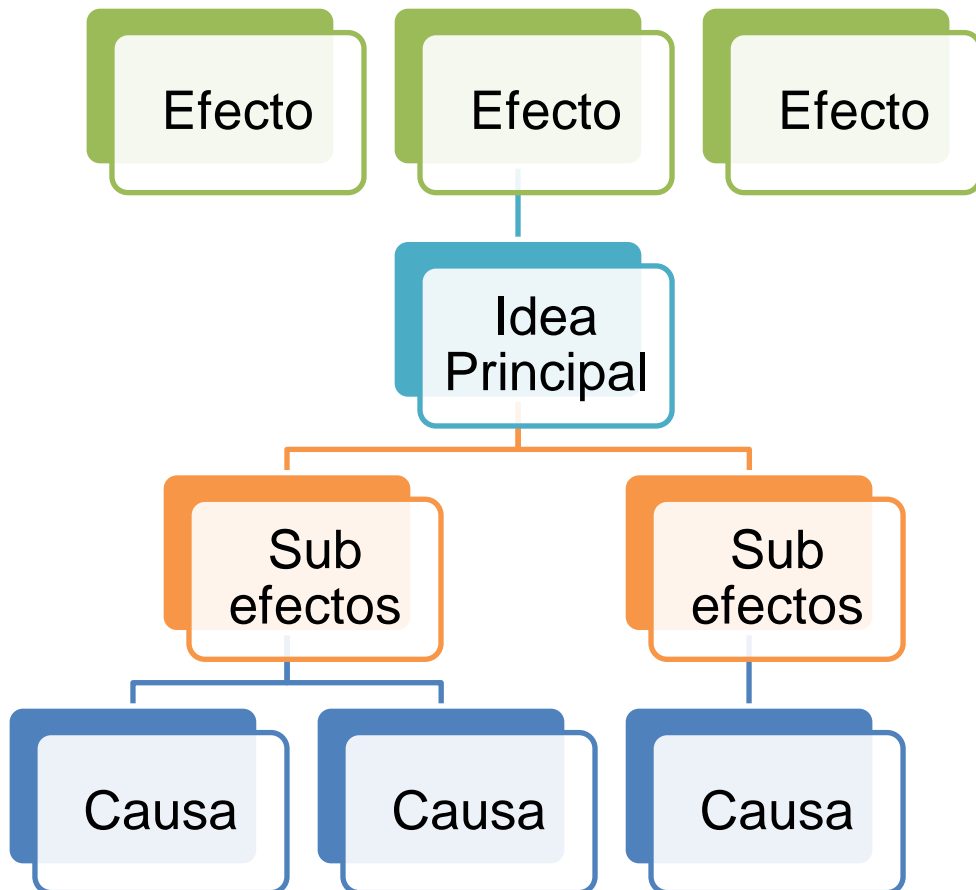 Efecto
Efecto
Efecto
Idea
Principal
Sub
efectos
Sub
efectos
Causa
Causa
Causa